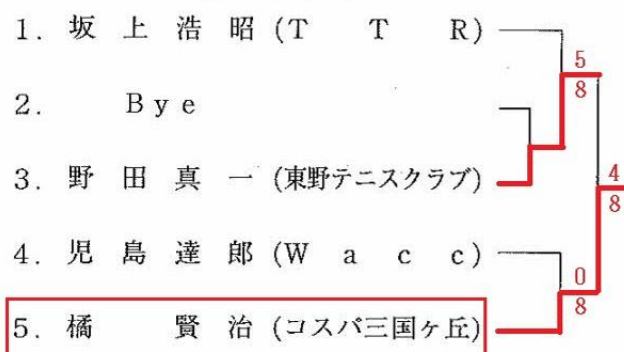 1. 坂上浩昭(TTR)
5
8
2. Bye
3. 野田真一(東野テニスクラブ)
4
8
4. 児島達郎(Wacc)
0
8
5. 橘 賢治(コスパ三国ヶ丘)